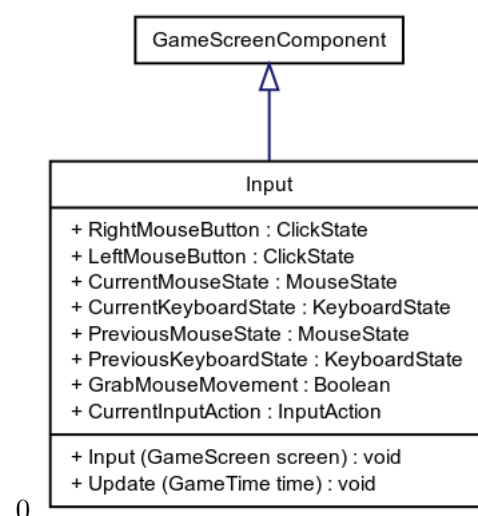 GameScreenComponent
Input
+ RightMouseButton : ClickState
+ LeftMouseButton : ClickState
+ CurrentMouseState : MouseState
+ CurrentKeyboardState : KeyboardState
+ PreviousMouseState : MouseState
+ PreviousKeyboardState : KeyboardState
+ GrabMouseMovement : Boolean
+ CurrentInputAction : InputAction
+ Input (GameScreen screen) : void
+ Update (GameTime time) : void
0